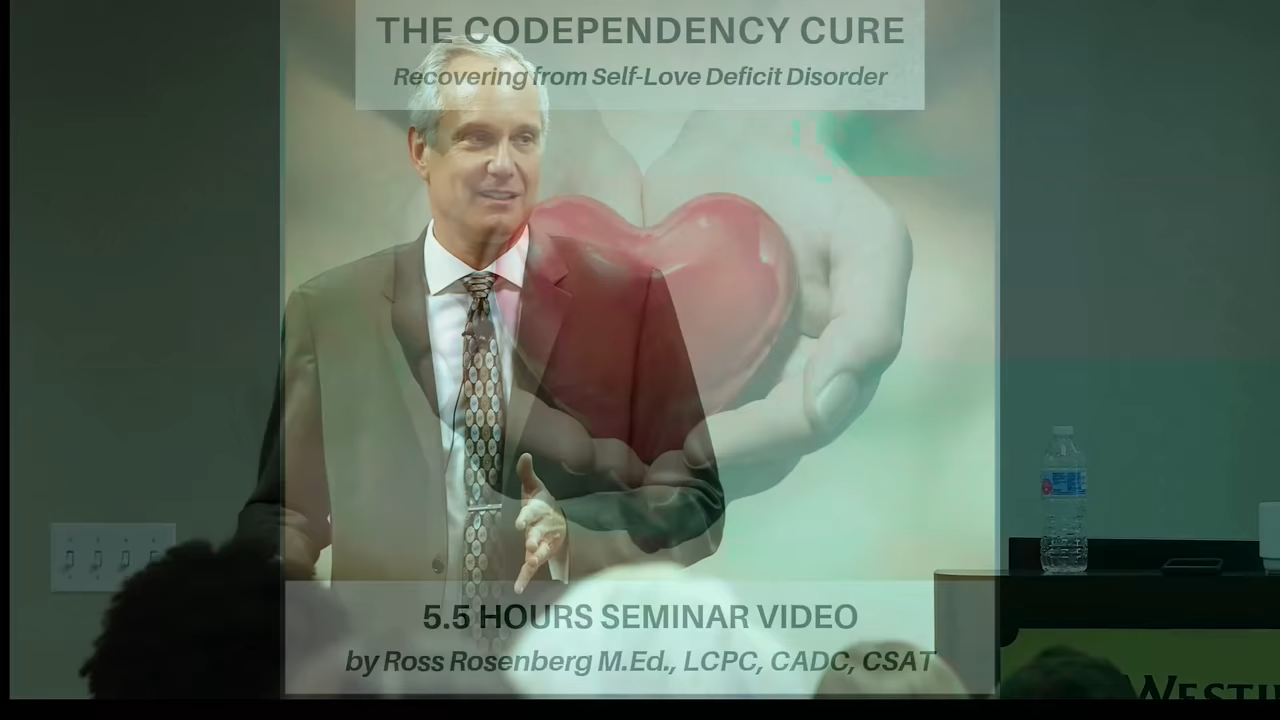 THE CODEPENDENCY CURE
Recovering from Self-Love Deficit Disorder
5.5 HOURS SEMINAR VIDEO
by Ross Rosenberg M.Ed., LCPC, CADC, CSAT